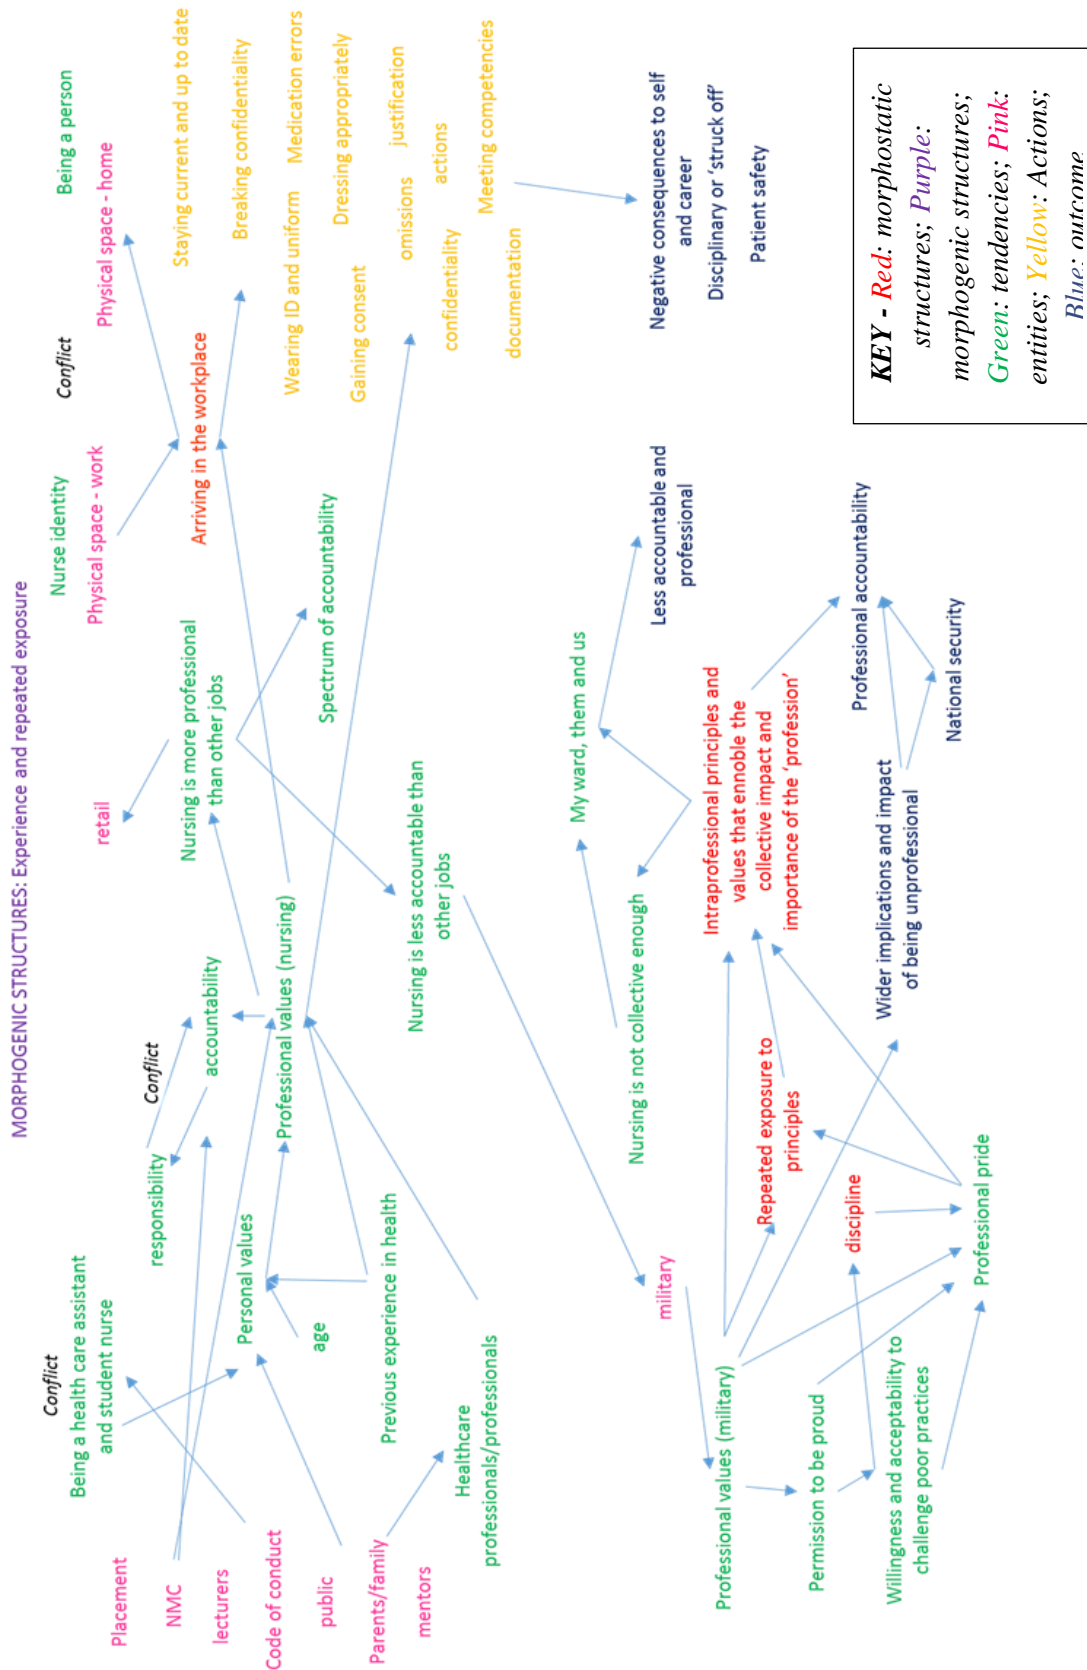 MORPHOGENIC STRUCTURES: Experience and repeated exposure
Conflict
Being a health care assistant
and student nurse
Placement
NMC
lecturers
Code of conduct
public
Parents/family
mentors
responsibility
Conflict
accountability
Personal values
age
Previous experience in health
Healthcare
professionals/professionals
Professional values (nursing)
retail
Nursing is more professional
than other jobs
Spectrum of accountability
Nursing is less accountable than
other jobs
Nurse identity
Physical space - work
Conflict
Being a person
Physical space - home
Arriving in the workplace
Staying current and up to date
Breaking confidentiality
Wearing ID and uniform
Medication errors
Gaining consent
Dressing appropriately
omissions
justification
confidentiality
actions
documentation
Meeting competencies
Negative consequences to self
and career
Disciplinary or ‘struck off’
Patient safety
military
Professional values (military)
Permission to be proud
Willingness and acceptability to
challenge poor practices
discipline
Professional pride
Repeated exposure to
principles
Nursing is not collective enough
My ward, them and us
Less accountable and
professional
Intraprofessional principles and
values that ennoble the
collective impact and
importance of the ‘profession’
Wider implications and impact
of being unprofessional
Professional accountability
National security
KEY - Red: morphostatic
structures; Purple:
morphogenic structures;
Green: tendencies; Pink:
entities; Yellow: Actions;
Blue: outcome